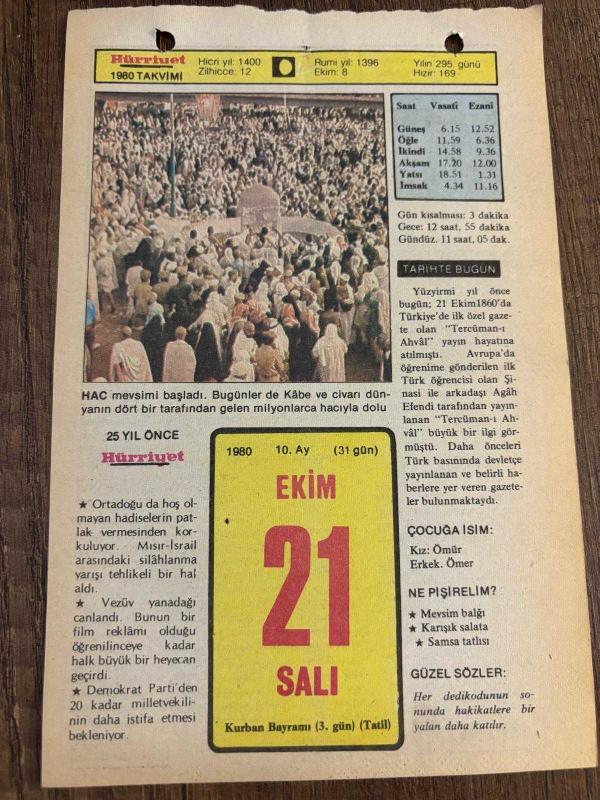 Hürriyet
1980 TAKVİMİ
Hicri yıl: 1400
Zilhicce: 12
Rumi yıl: 1396
Ekim: 8
Yılın 295. günü
Hızır: 169
Saat Vasatî Ezanî
Güneş 6.15 12.52
Öğle 11.59 6.36
İkindi 14.58 9.36
Akşam 17.20 12.00
Yatsı 18.51 1.31
İmsak 4.34 11.16
Gün kısalması: 3 dakika
Gece: 12 saat, 55 dakika
Gündüz. 11 saat, 05 dak.
TARİHTE BUGÜN
Yüzyirmi yıl önce
bugün; 21 Ekim1860'da
Türkiye'de ilk özel gaze-
te olan "Tercüman-ı
Ahvâl" yayın hayatına
atılmıştı. Avrupa'da
öğrenime gönderilen ilk
Türk öğrencisi olan Şi-
nasi ile arkadaşı Agâh
Efendi tarafından yayın-
lanan "Tercüman-ı Ah-
vâl" büyük bir ilgi gör-
müştü. Daha önceleri
Türk basınında devletçe
yayınlanan ve belirli ha-
berlere yer veren gazete-
ler bulunmaktaydı.
HAC mevsimi başladı. Bugünler de Kâbe ve civarı dün-
yanın dört bir tarafından gelen milyonlarca hacıyla dolu
25 YIL ÖNCE
Hürriyet
★ Ortadoğu da hoş ol-
mayan hadiselerin pat-
lak vermesinden kor-
kuluyor. Mısır-İsrail
arasındaki silâhlanma
yarışı tehlikeli bir hal
aldı.
★ Vezüv yanadağı
canlandı. Bunun bir
film reklâmı olduğu
öğrenilinceye kadar
halk büyük bir heyecan
geçirdi.
★ Demokrat Parti'den
20 kadar milletvekili-
nin daha istifa etmesi
bekleniyor.
1980 10. Ay (31 gün)
EKİM
21
SALI
Kurban Bayramı (3. gün) (Tatil)
ÇOCUĞA İSİM:
Kız: Ömür
Erkek. Ömer
NE PİŞİRELİM?
★ Mevsim balğı
★ Karışık salata
★ Samsa tatlısı
GÜZEL SÖZLER:
Her dedikodunun so-
nunda hakikatlere bir
yalan daha katılır.